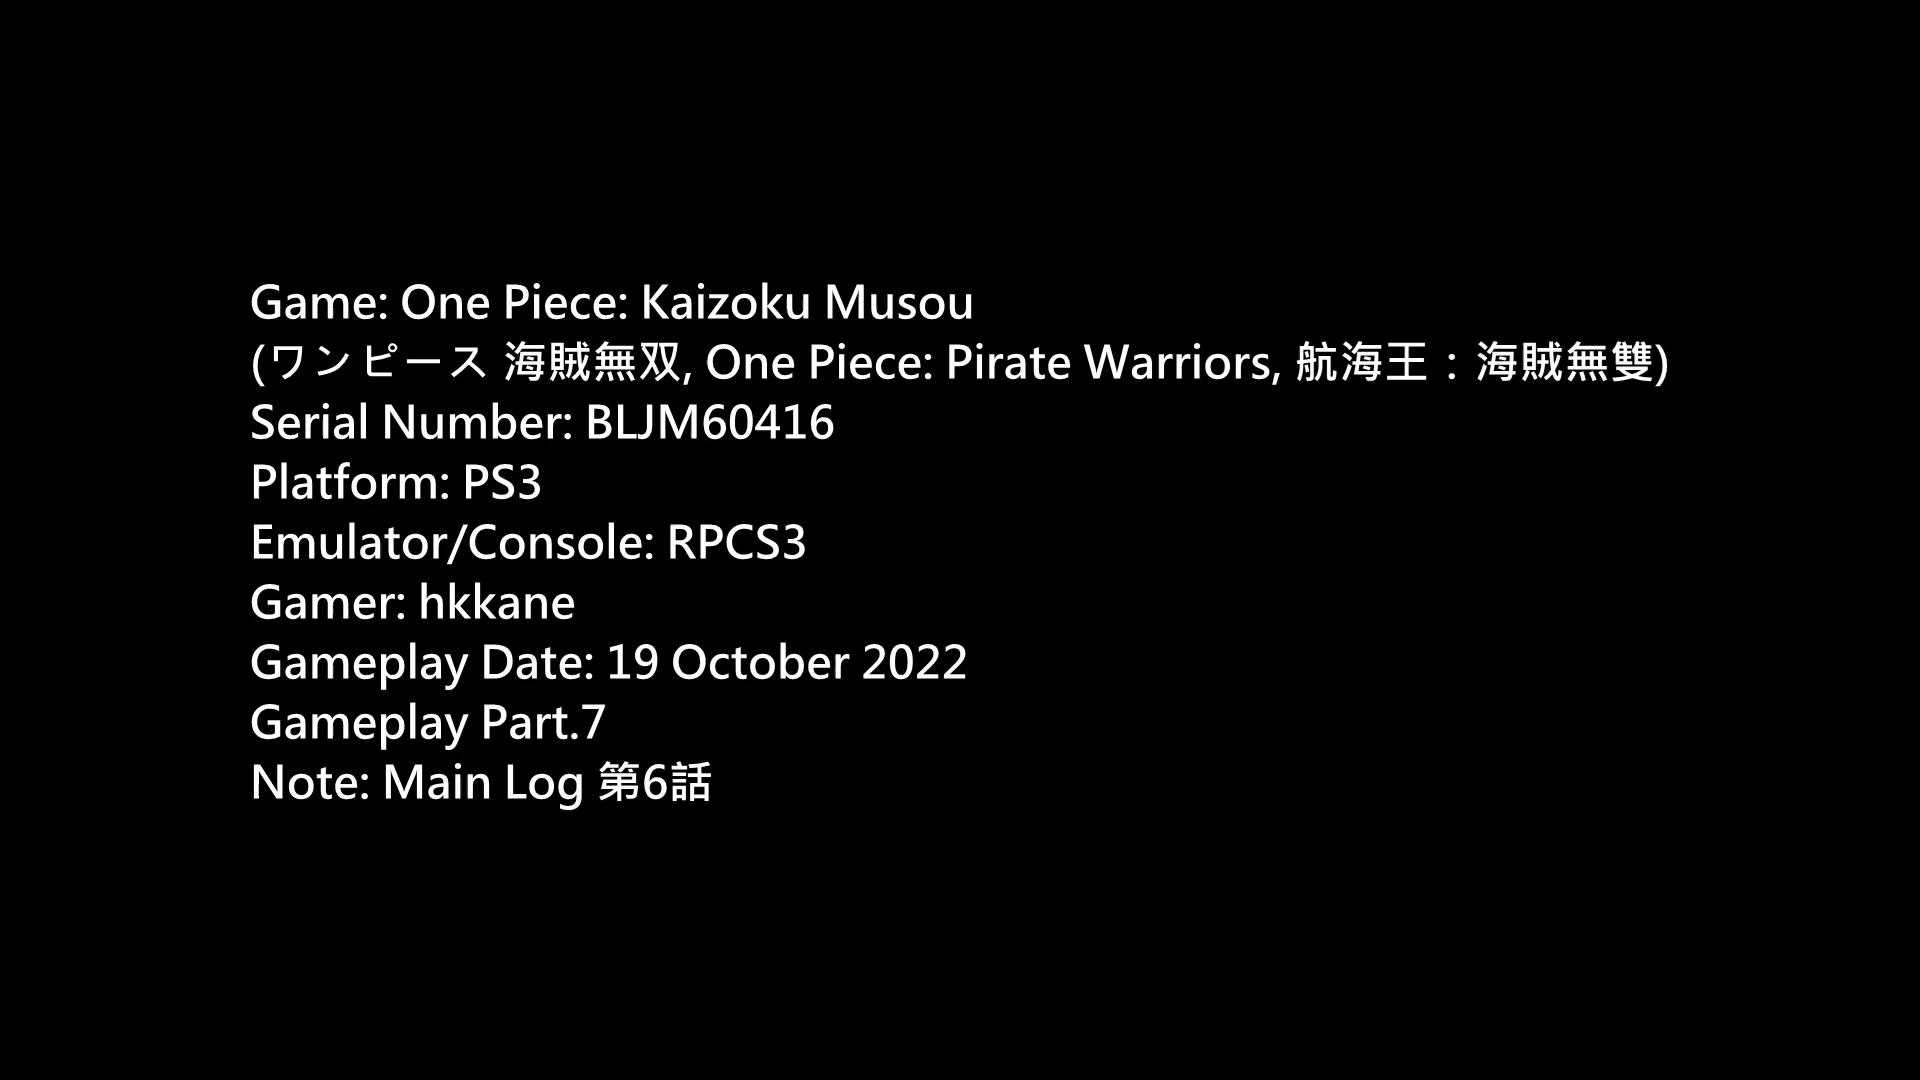 Game: One Piece: Kaizoku Musou
(ワンピース 海賊無双, One Piece: Pirate Warriors, 航海王：海賊無雙)
Serial Number: BLJM60416
Platform: PS3
Emulator/Console: RPCS3
Gamer: hkkane
Gameplay Date: 19 October 2022
Gameplay Part.7
Note: Main Log 第6話